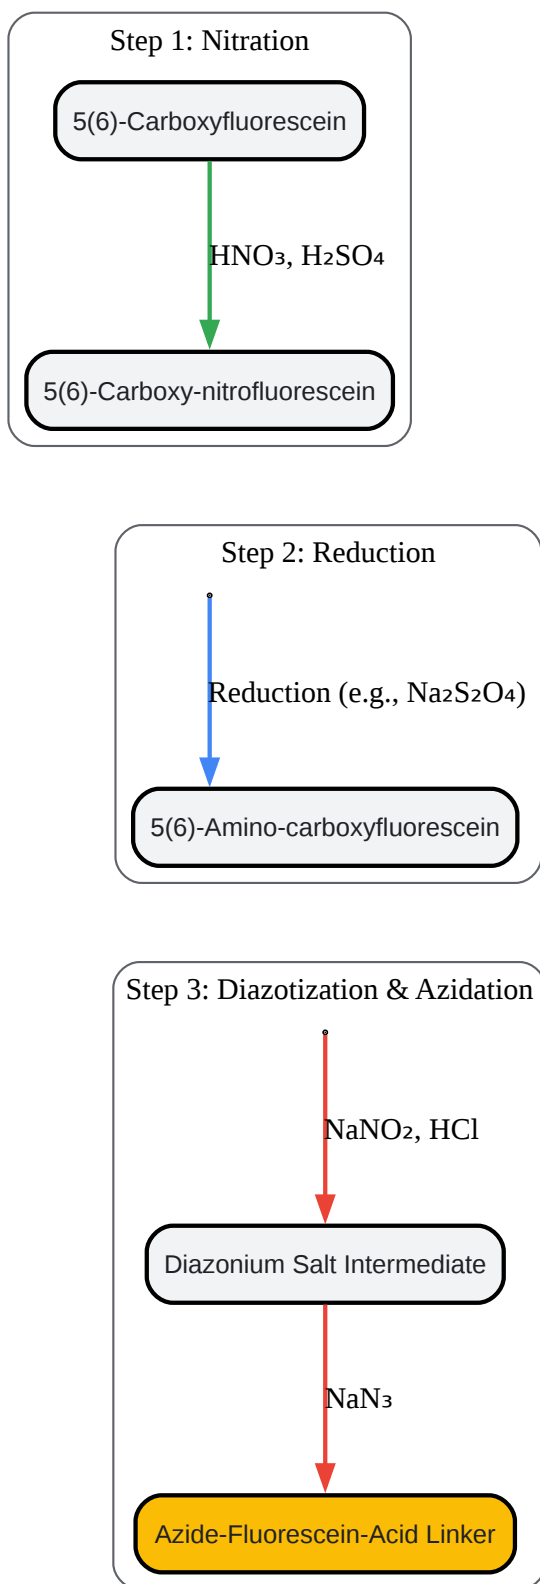 Step 1: Nitration
5(6)-Carboxyfluorescein
HNO₃, H₂SO₄
5(6)-Carboxy-nitrofluorescein
Step 2: Reduction
Reduction (e.g., Na₂S₂O₄)
5(6)-Amino-carboxyfluorescein
Step 3: Diazotization & Azidation
NaNO₂, HCl
Diazonium Salt Intermediate
NaN₃
Azide-Fluorescein-Acid Linker